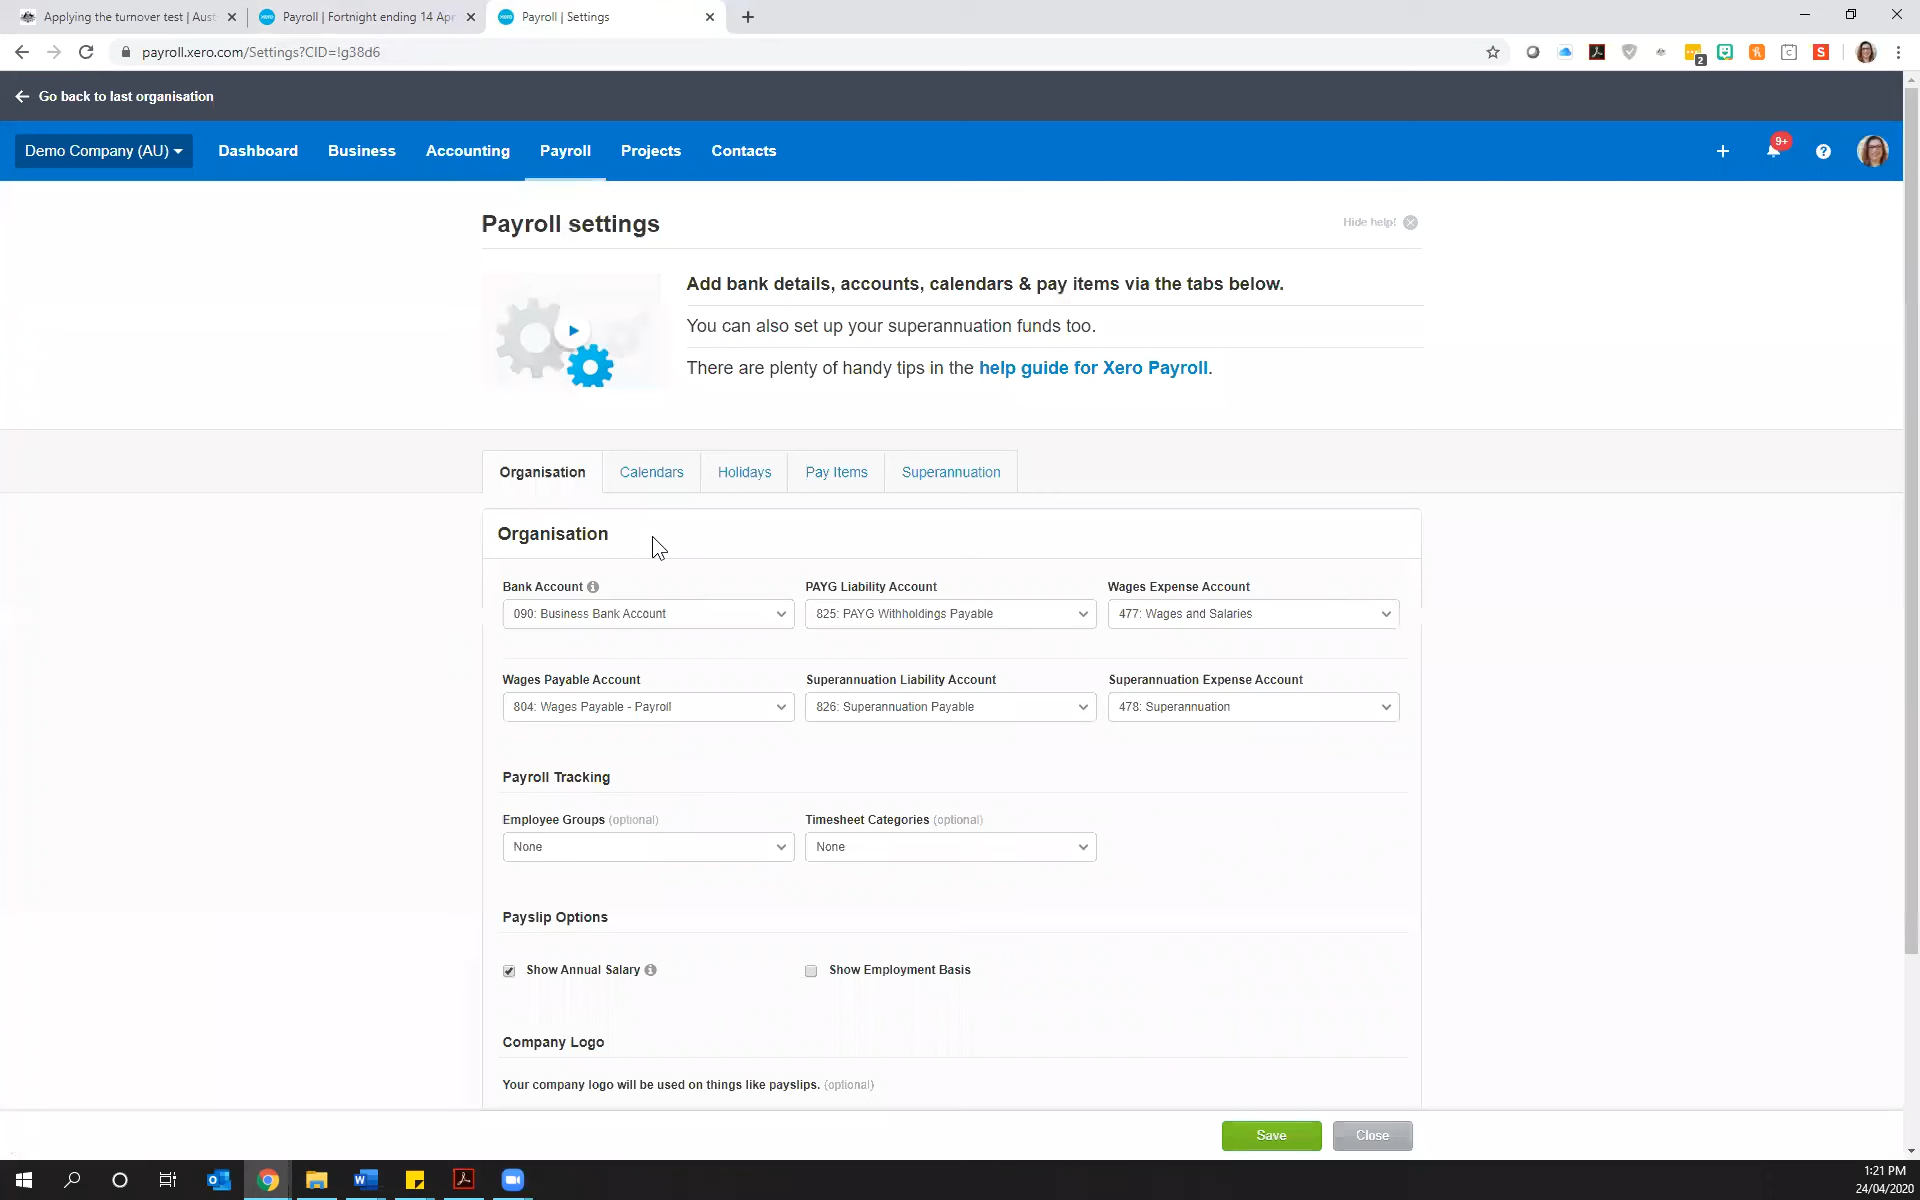 Applying the turnover test | Aust
Payroll | Fortnight ending 14 Apr
Payroll | Settings
payroll.xero.com/Settings?CID=!g38d6
2
Go back to last organisation
Demo Company (AU)
Dashboard
Business
Accounting
Payroll
Projects
Contacts
9+
Payroll settings
Hide help!
Add bank details, accounts, calendars & pay items via the tabs below.
You can also set up your superannuation funds too.
There are plenty of handy tips in the help guide for Xero Payroll.
Organisation
Calendars
Holidays
Pay Items
Superannuation
Organisation
Bank Account
PAYG Liability Account
Wages Expense Account
090: Business Bank Account
825: PAYG Withholdings Payable
477: Wages and Salaries
Wages Payable Account
Superannuation Liability Account
Superannuation Expense Account
804: Wages Payable - Payroll
826: Superannuation Payable
478: Superannuation
Payroll Tracking
Employee Groups (optional)
Timesheet Categories (optional)
None
None
Payslip Options
Show Annual Salary
Show Employment Basis
Company Logo
Your company logo will be used on things like payslips. (optional)
Save
Close
1:21 PM
24/04/2020